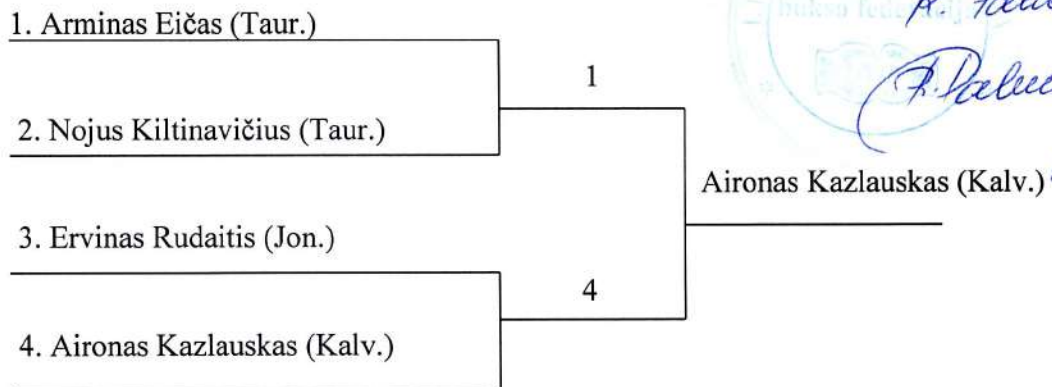 1. Arminas Eičas (Taur.)
1
2. Nojus Kiltinavičius (Taur.)
Aironas Kazlauskas (Kalv.)
3. Ervinas Rudaitis (Jon.)
4
4. Aironas Kazlauskas (Kalv.)